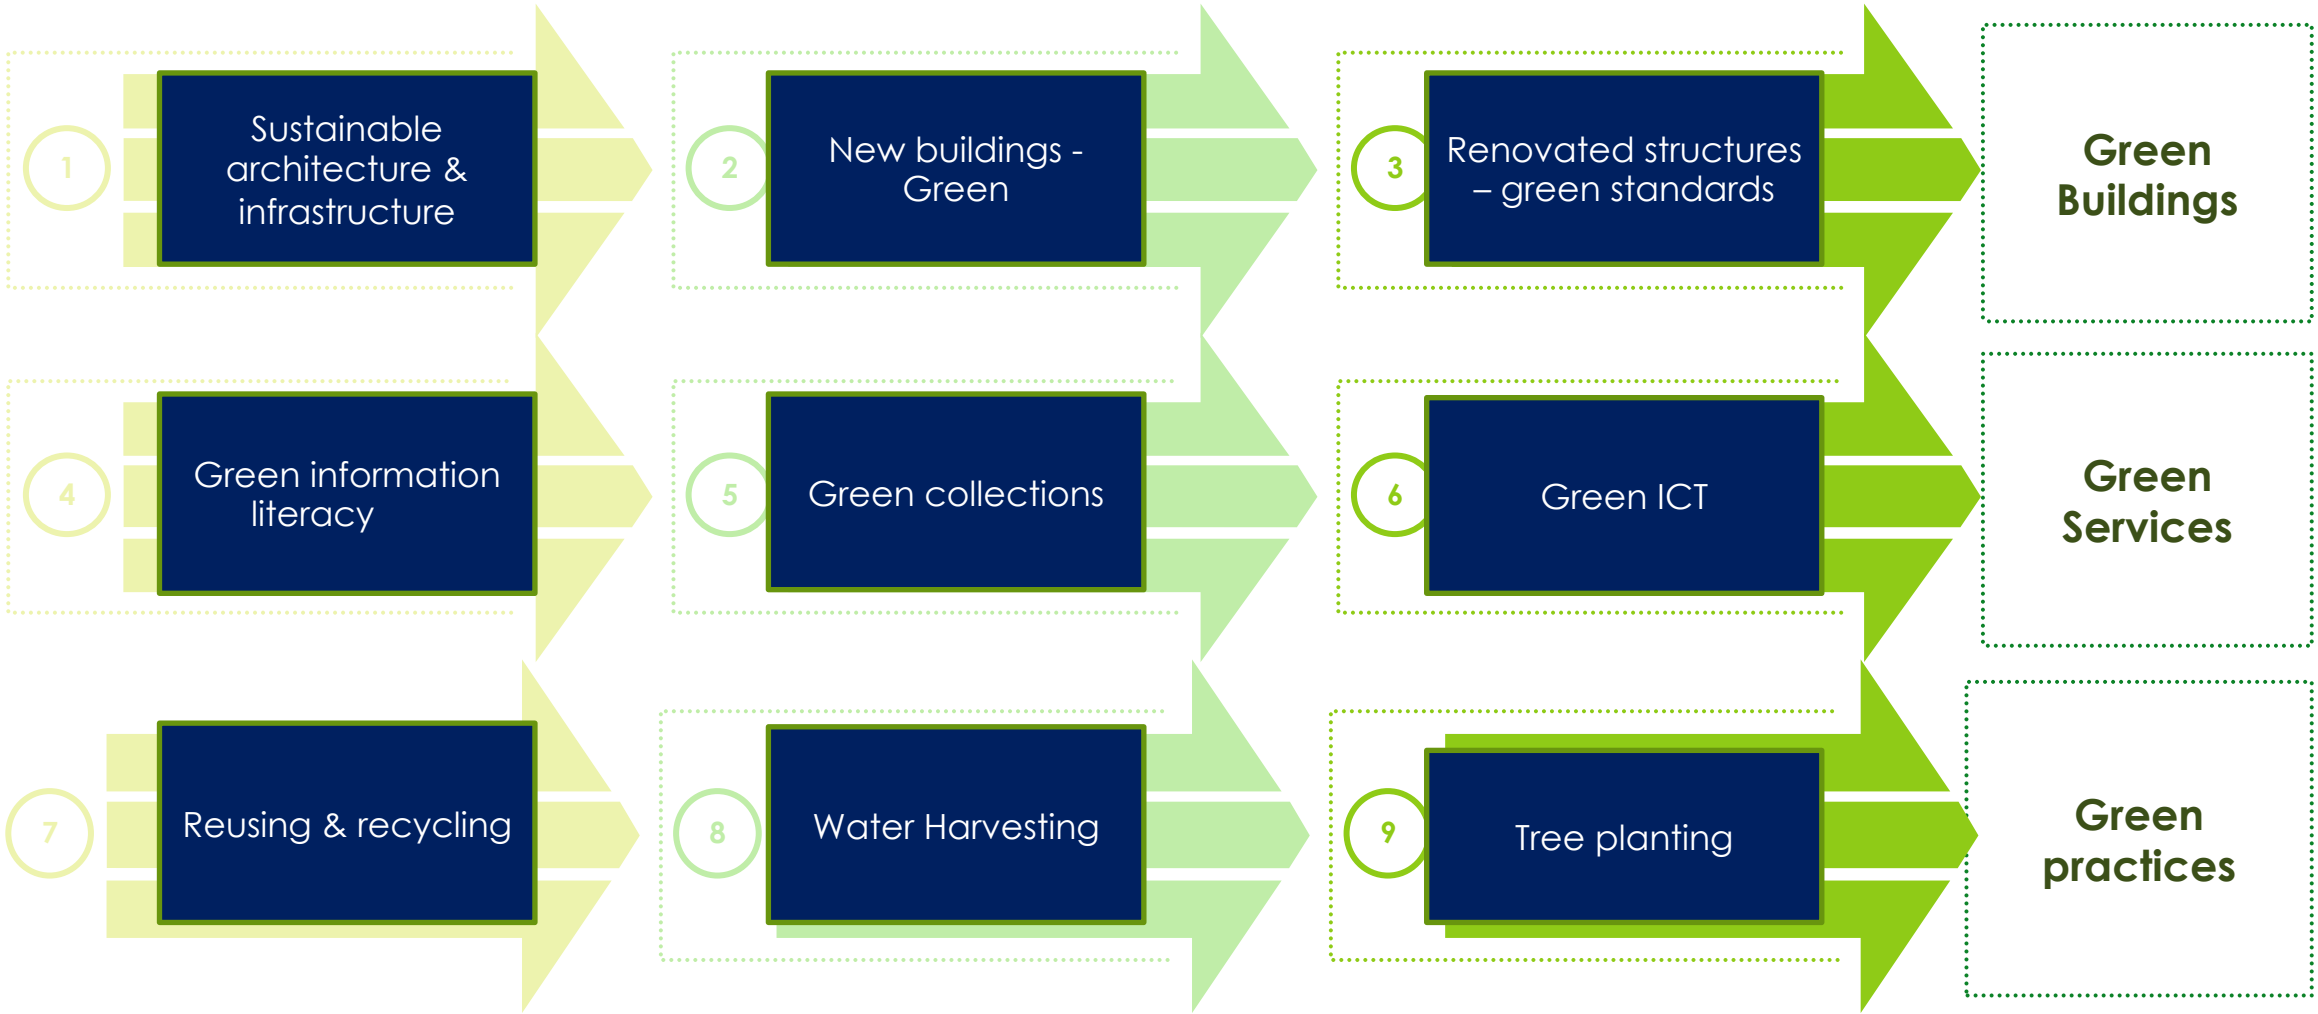 1
Sustainable
architecture &
infrastructure
2
New buildings -
Green
3
Renovated structures
– green standards
Green
Buildings
4
Green information
literacy
5
Green collections
6
Green ICT
Green
Services
7
Reusing & recycling
8
Water Harvesting
9
Tree planting
Green
practices